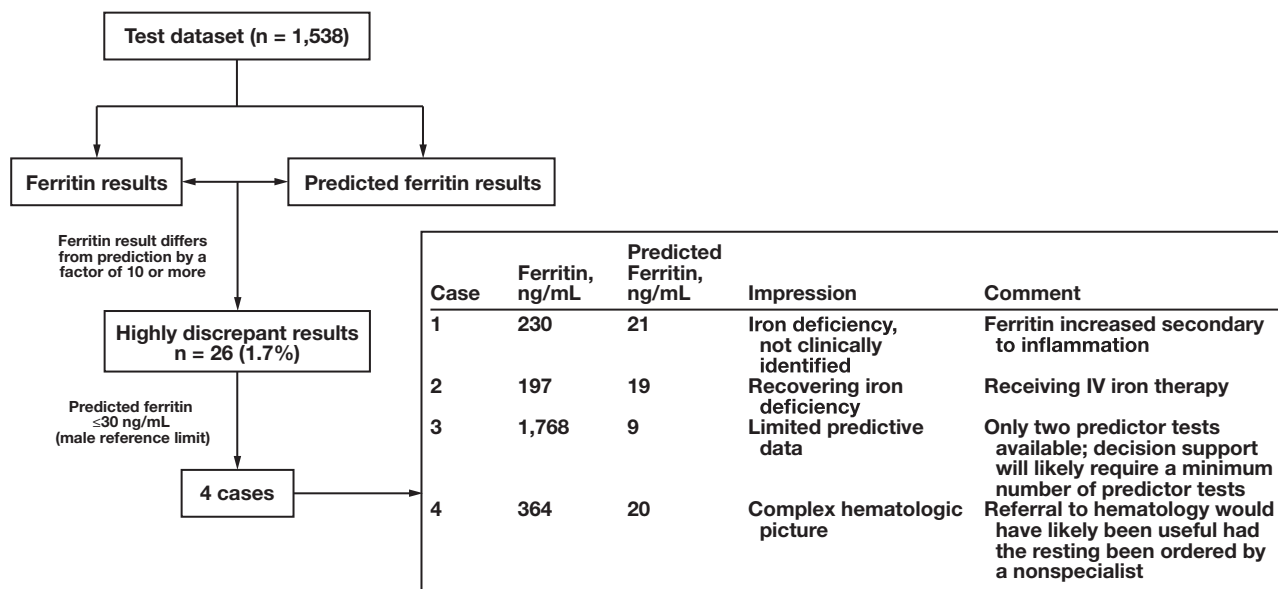 Test dataset (n = 1,538)
Ferritin results
Predicted ferritin results
Ferritin result differs
from prediction by a
factor of 10 or more
Highly discrepant results
n = 26 (1.7%)
Predicted ferritin
≤30 ng/mL
(male reference limit)
4 cases
Case Ferritin, ng/mL Predicted Ferritin, ng/mL Impression Comment
1 230 21 Iron deficiency, Ferritin increased secondary
not clinically to inflammation
identified
2 197 19 Recovering iron Receiving IV iron therapy
deficiency
3 1,768 9 Limited predictive Only two predictor tests
data available; decision support
will likely require a minimum
number of predictor tests
4 364 20 Complex hematologic Referral to hematology would
picture have likely been useful had
the resting been ordered by
a nonspecialist